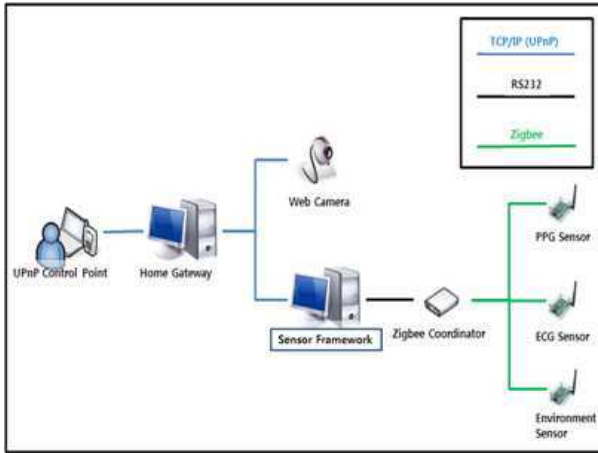 TCP/IP (UPnP)
RS232
Zigbee
Web Camera
PPG Sensor
UPnP Control Point
Home Gateway
Sensor Framework
Zigbee Coordinator
ECG Sensor
Environment
Sensor